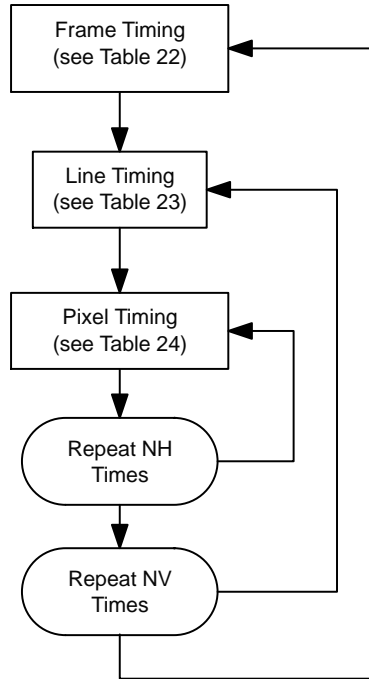 Frame Timing
(see Table 22)
Line Timing
(see Table 23)
Pixel Timing
(see Table 24)
Repeat NH
Times
Repeat NV
Times